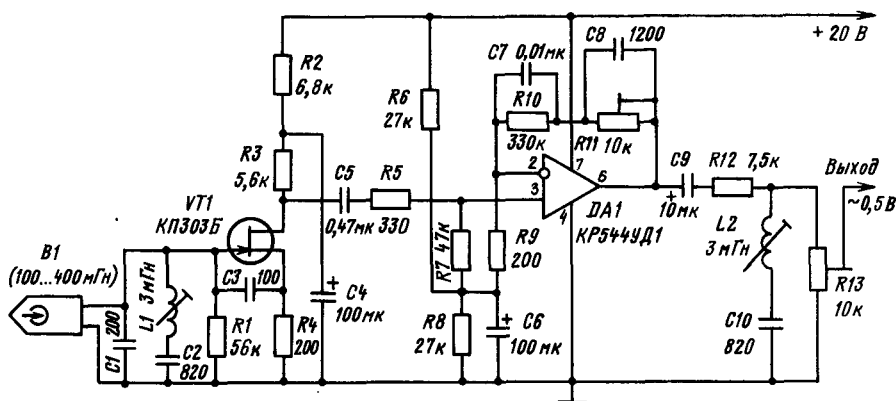 + 20 В
R2
6,8к
R3
5,6к
VT1
КП303Б
B1
(100...400мГн)
C1
200
L1 3мГн
C2
820
R1
56к
C3 100
R4
200
C4
100мк
C5
0,47мк
R5
330
R6
27к
R7 47к
R8
27к
R9
200
C6
100мк
C7 0,01мк
R10
330к
C8 1200
R11 10к
2
3
4
7
6
DA1
КР544УД1
C9
+
10мк
R12 7,5к
L2
3мГн
C10
820
R13
10к
Выход
~0,5В
+
+